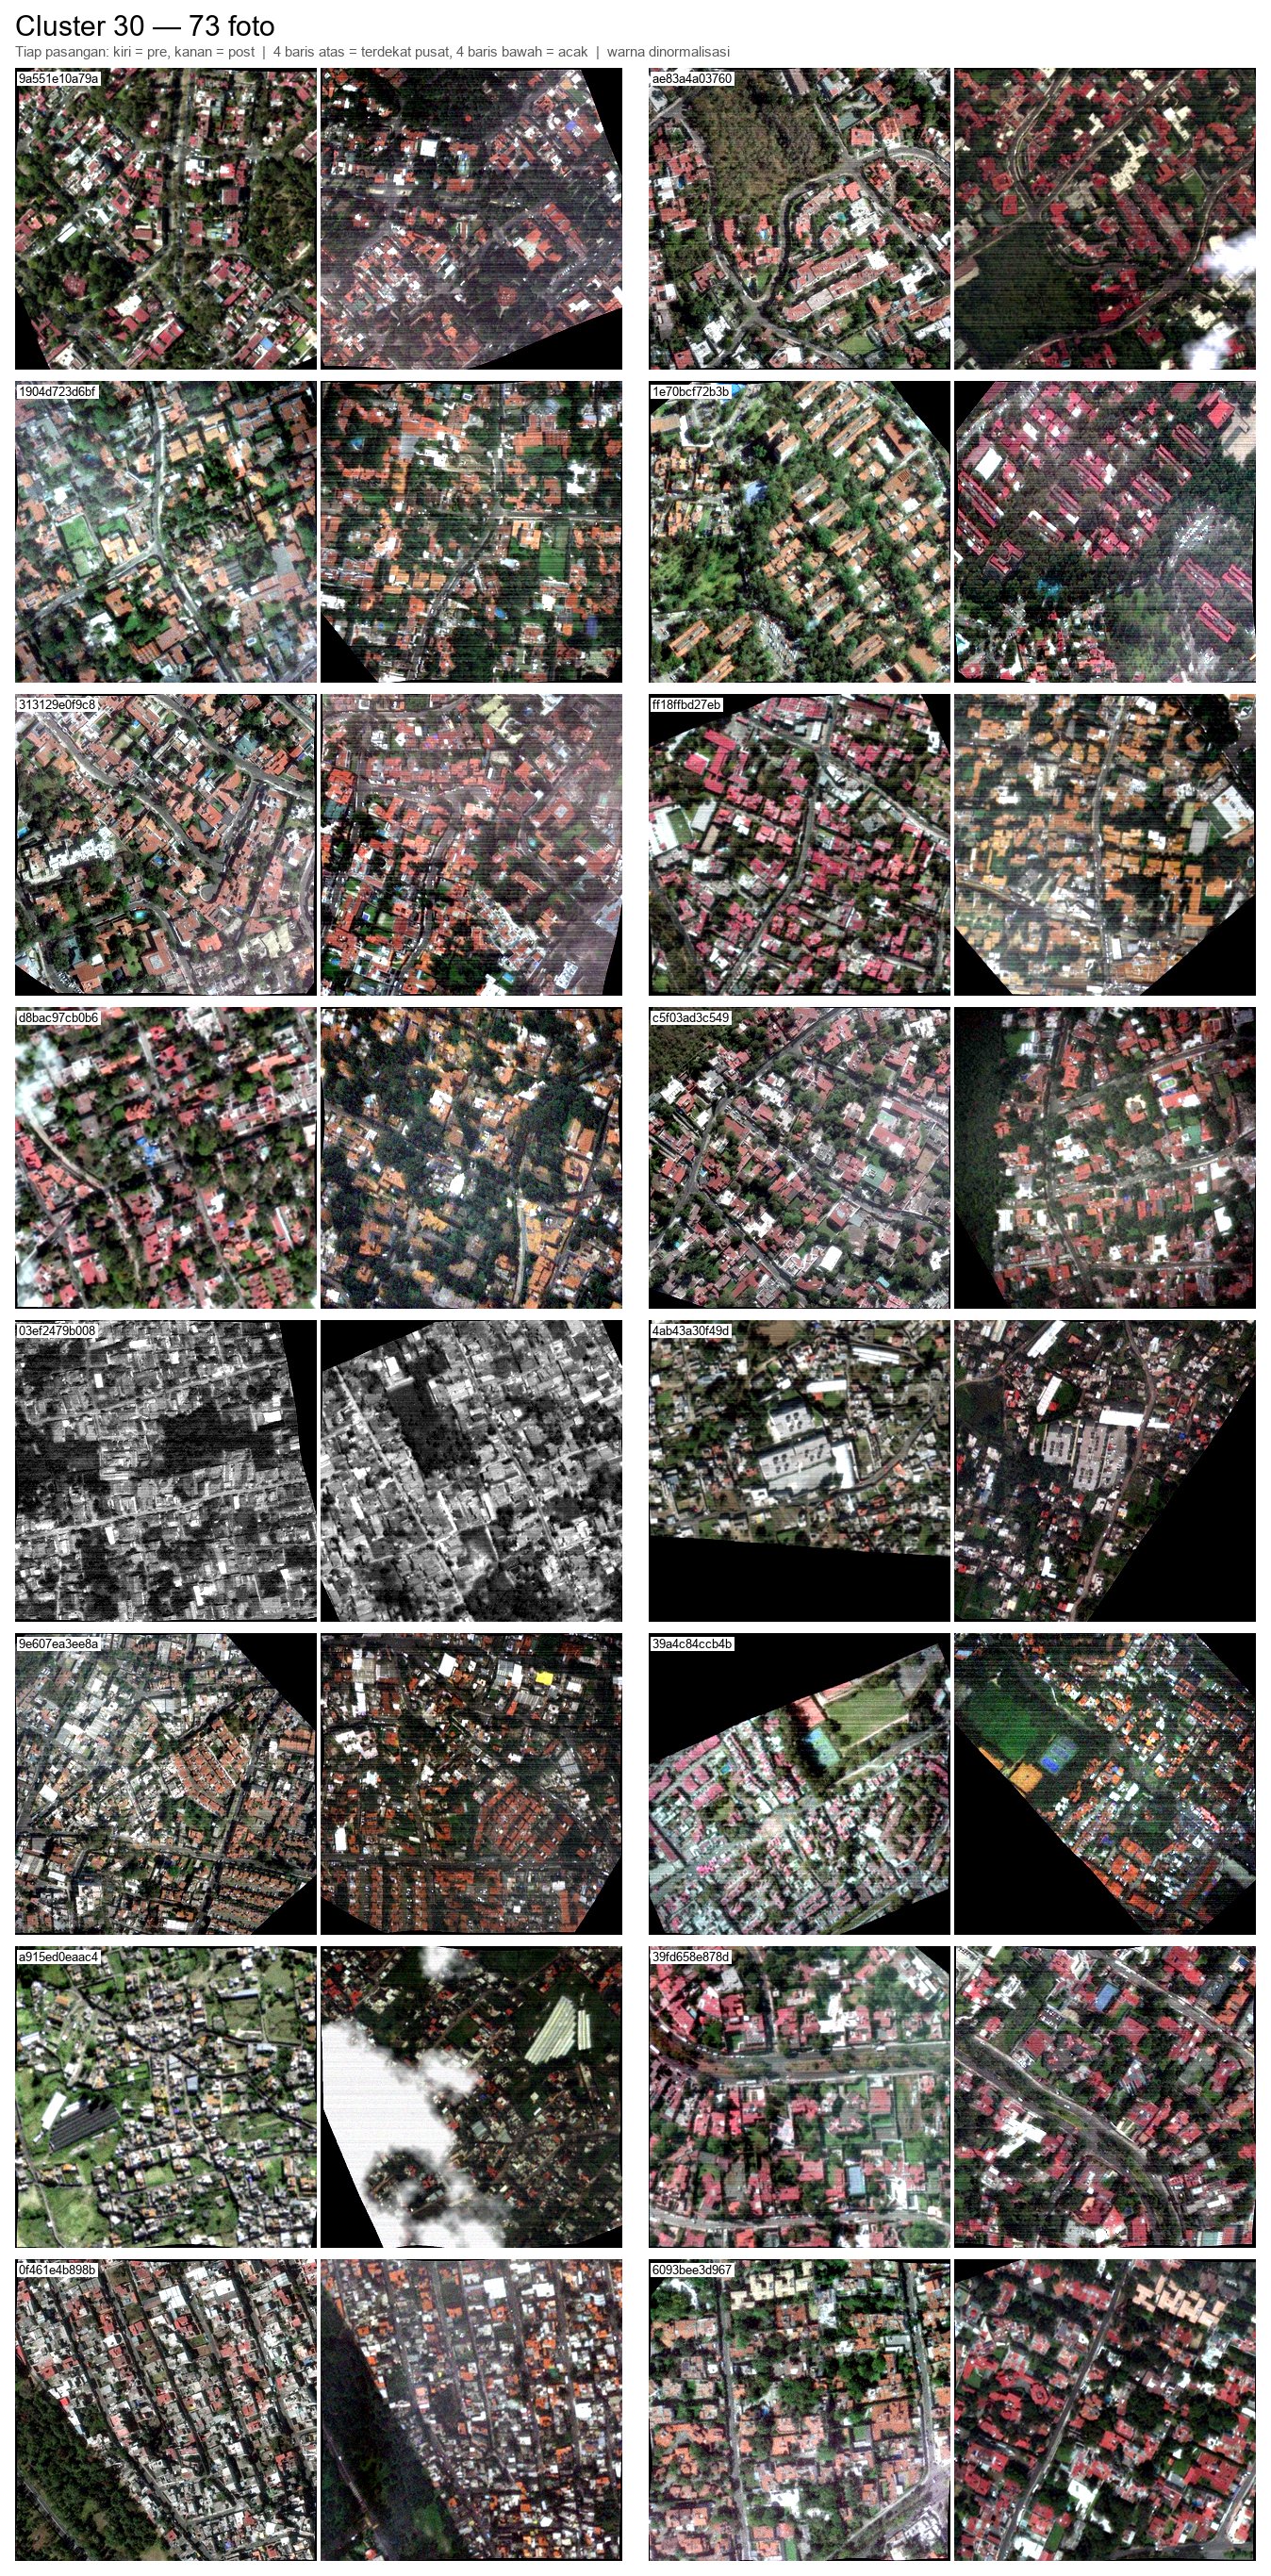 Cluster 30 — 73 foto
Tiap pasangan: kiri = pre, kanan = post | 4 baris atas = terdekat pusat, 4 baris bawah = acak | warna dinormalisasi
9a551e10a79a
ae83a4a03760
1904d723d6bf
1e70bcf72b3b
313129e0f9c8
ff18ffbd27eb
d8bac97cb0b6
c5f03ad3c549
03ef2479b008
4ab43a30f49d
9e607ea3ee8a
39a4c84ccb4b
a915ed0eaac4
39fd658e878d
0f461e4b898b
6093bee3d967